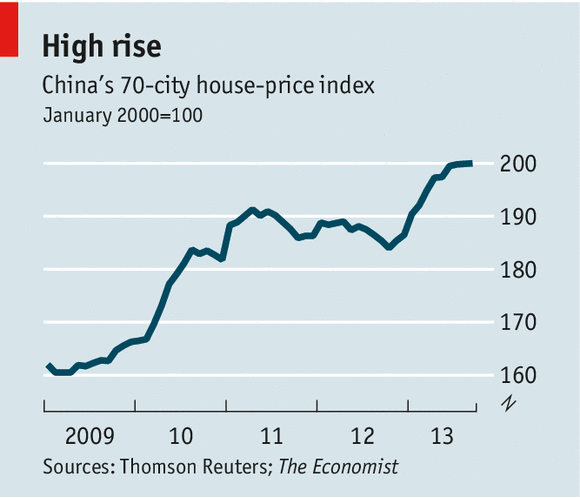 High rise
China's 70-city house-price index
January 2000=100
200
190
180
170
160
2009 10 11 12 13
Sources: Thomson Reuters; The Economist